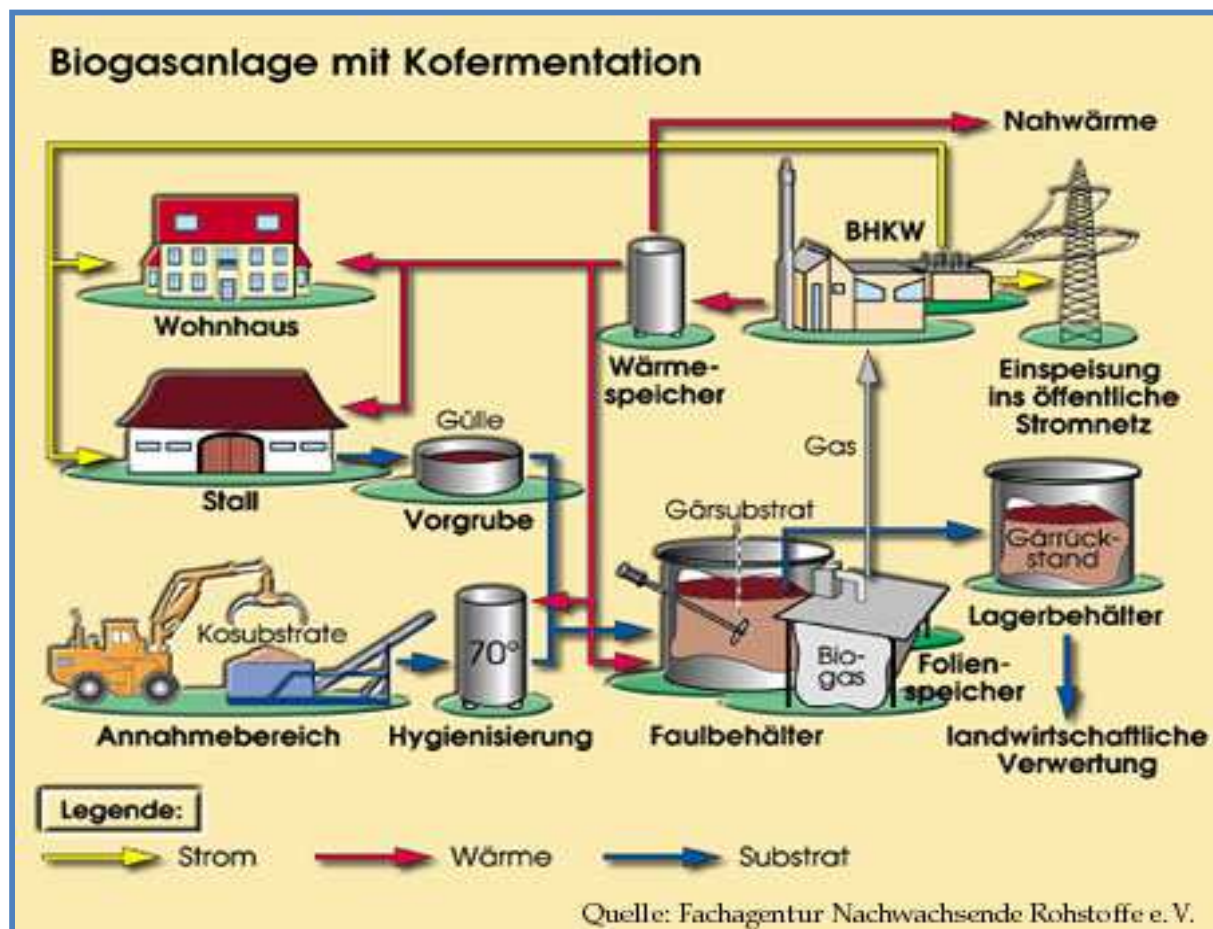 Biogasanlage mit Kofermentation
Nahwärme
BHKW
Wohnhaus
Wärme-
speicher
Einspeisung
ins öffentliche
Stromnetz
Gülle
Gas
Stall
Vorgrube
Gärsubstrat
Gärrück-
stand
Lagerbehälter
Kosubstrate
70°
Bio-
gas
Folien-
speicher
Annahmebereich
Hygienisierung
Faulbehälter
landwirtschaftliche
Verwertung
Legende:
Strom
Wärme
Substrat
Quelle: Fachagentur Nachwachsende Rohstoffe e. V.